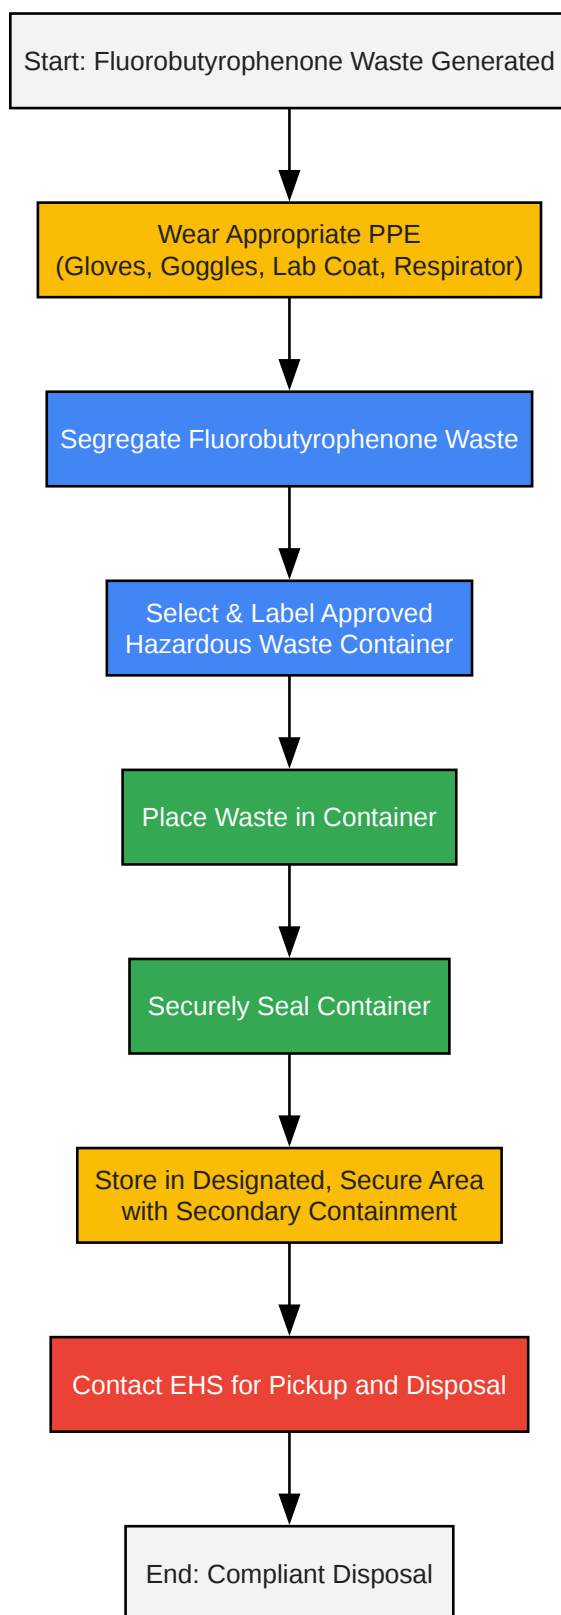 Start: Fluorobutyrophenone Waste Generated
Wear Appropriate PPE
(Gloves, Goggles, Lab Coat, Respirator)
Segregate Fluorobutyrophenone Waste
Select & Label Approved
Hazardous Waste Container
Place Waste in Container
Securely Seal Container
Store in Designated, Secure Area
with Secondary Containment
Contact EHS for Pickup and Disposal
End: Compliant Disposal